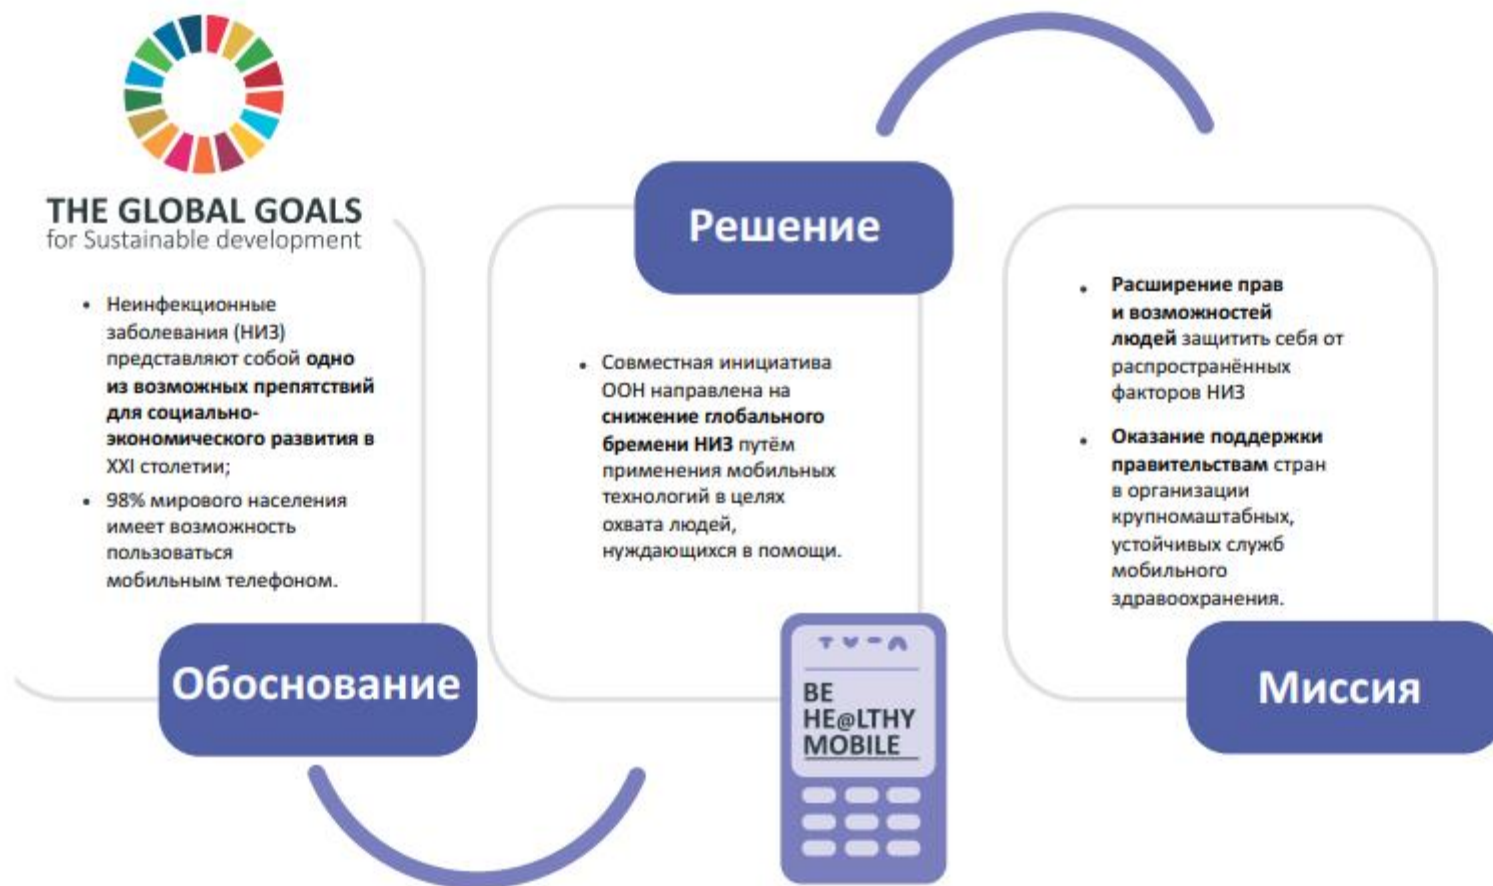 THE GLOBAL GOALS
for Sustainable development
• Неинфекционные
заболевания (НИЗ)
представляют собой одно
из возможных препятствий
для социально-
экономического развития в
XXI столетии;
• 98% мирового населения
имеет возможность
пользоваться
мобильным телефоном.
Обоснование
Решение
• Совместная инициатива
ООН направлена на
снижение глобального
бремени НИЗ путём
применения мобильных
технологий в целях
охвата людей,
нуждающихся в помощи.
BE
HE@LTHY
MOBILE
• Расширение прав
и возможностей
людей защитить себя от
распространённых
факторов НИЗ
• Оказание поддержки
правительствам стран
в организации
крупномаштабных,
устойчивых служб
мобильного
здравоохранения.
Миссия